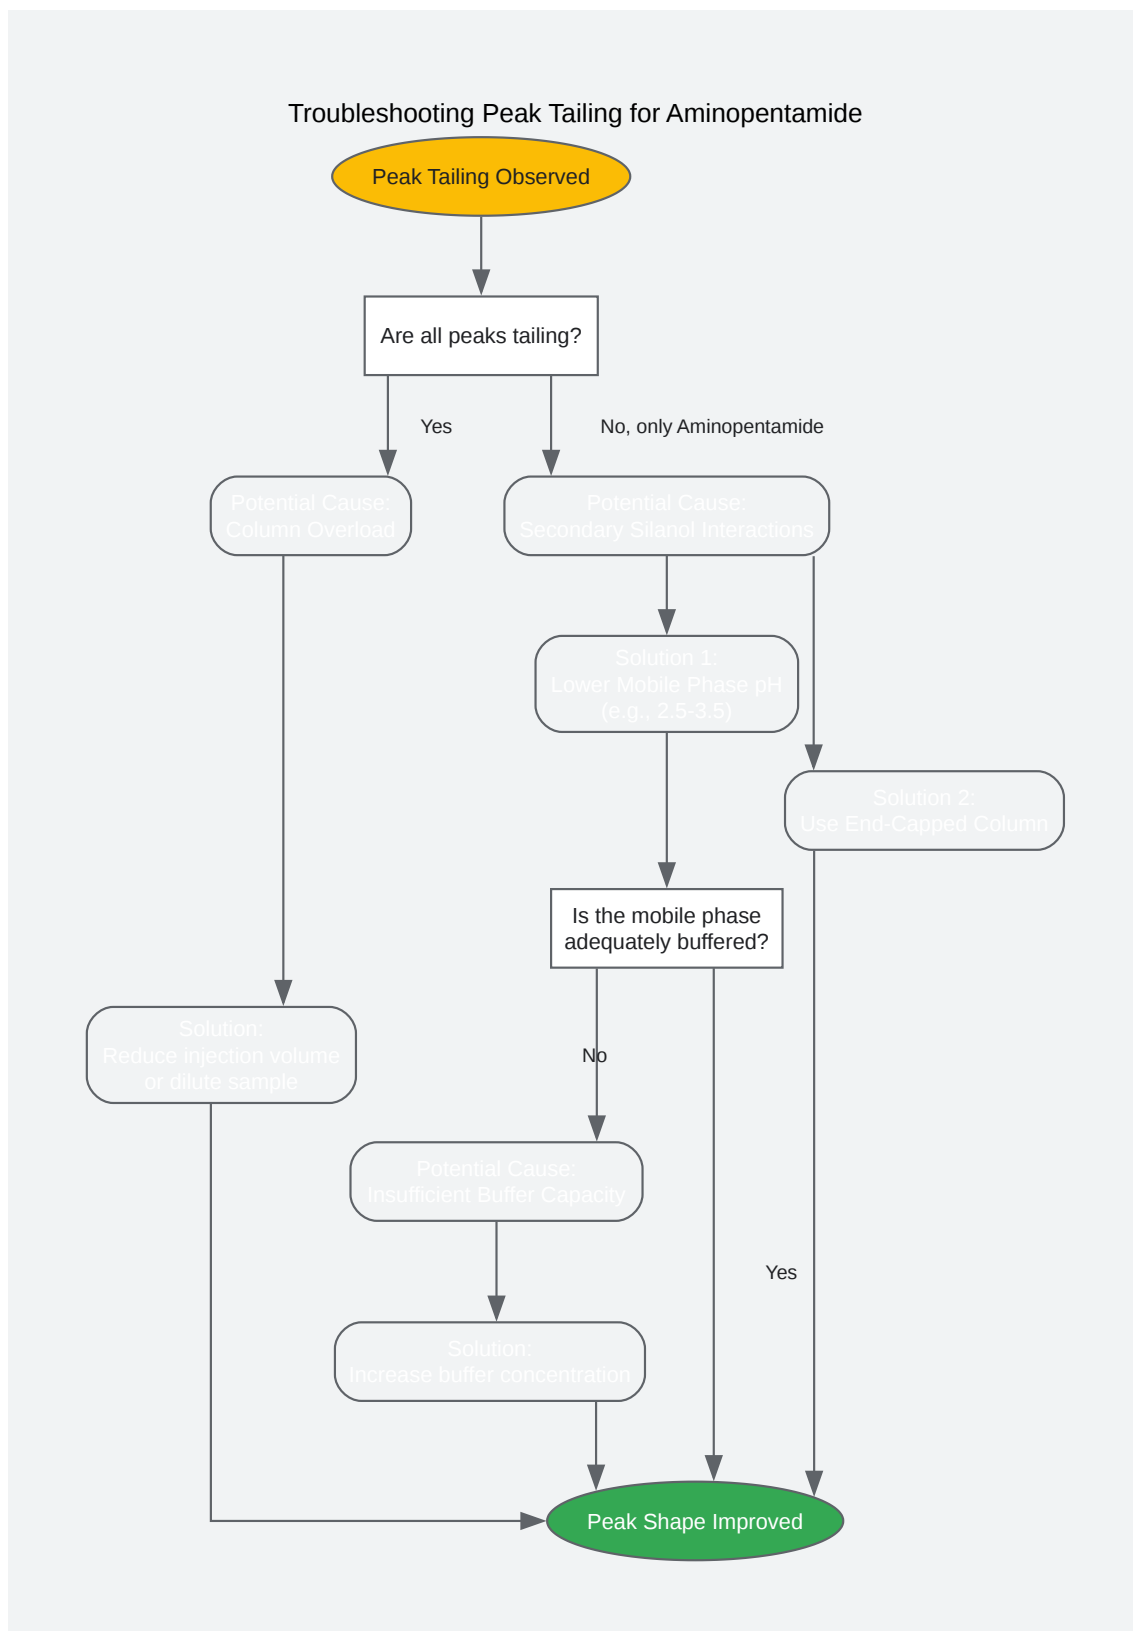 Troubleshooting Peak Tailing for Aminopentamide
Peak Tailing Observed
Are all peaks tailing?
Yes
No, only Aminopentamide
Potential Cause:
Column Overload
Potential Cause:
Secondary Silanol Interactions
Solution 1:
Lower Mobile Phase pH
(e.g., 2.5-3.5)
Solution 2:
Use End-Capped Column
Is the mobile phase
adequately buffered?
Solution:
Reduce injection volume
or dilute sample
No
Potential Cause:
Insufficient Buffer Capacity
Yes
Solution:
Increase buffer concentration
Peak Shape Improved